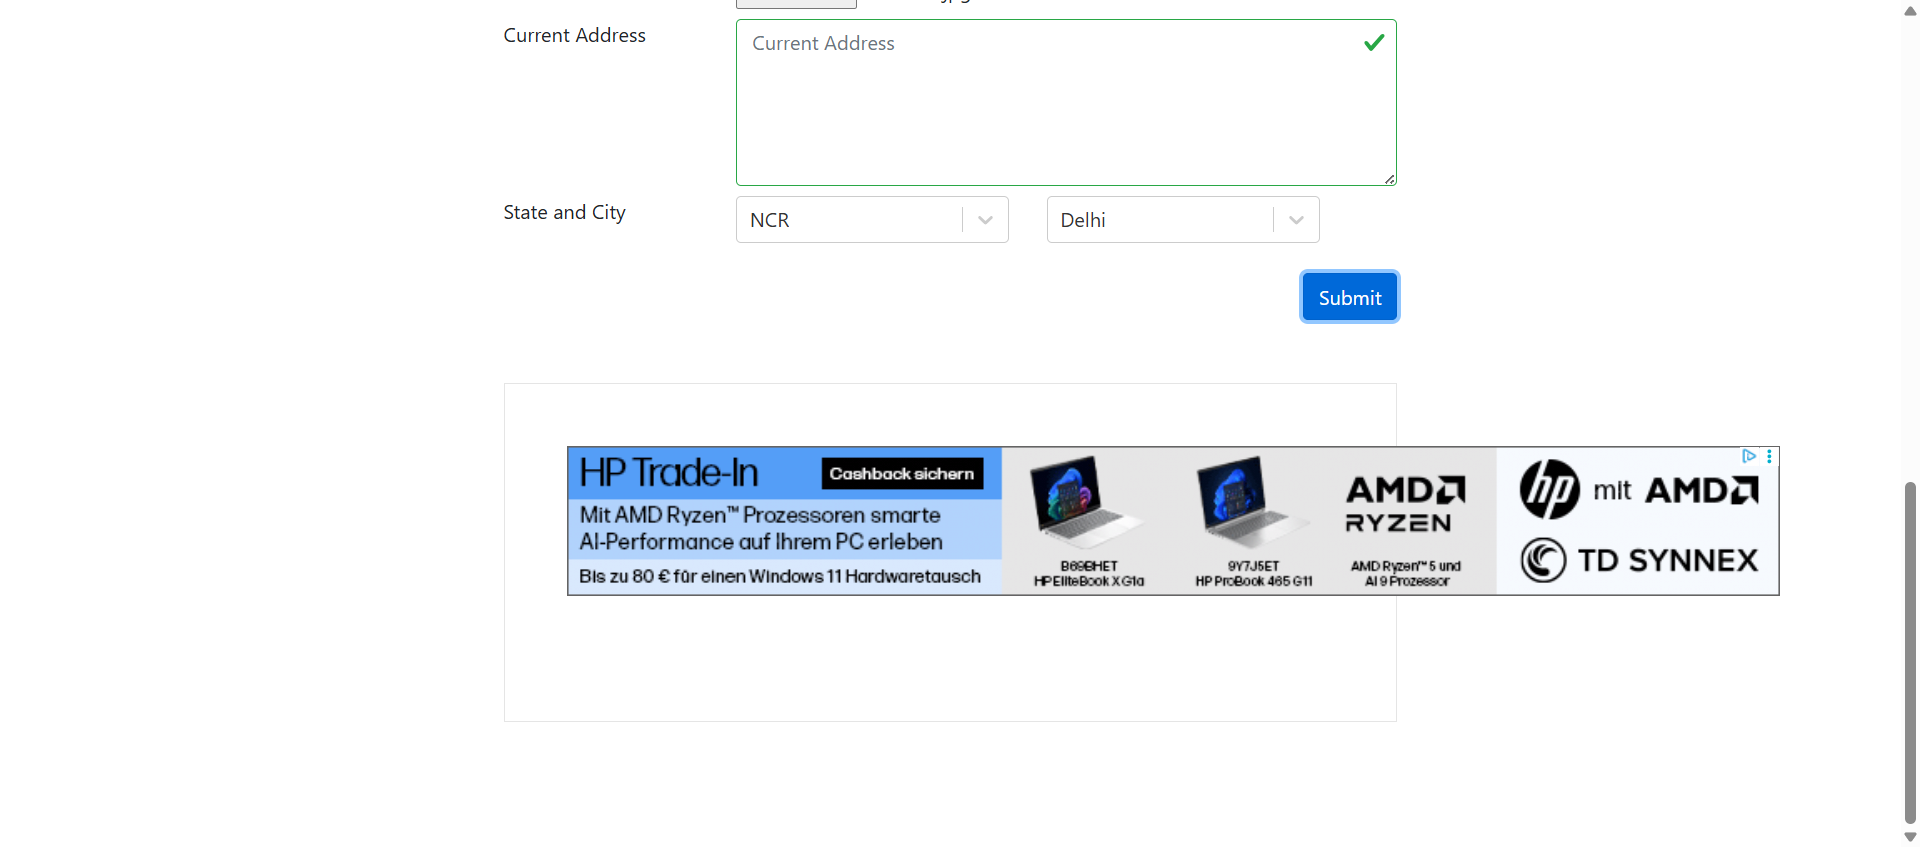 Current Address
Current Address
State and City
NCR
Delhi
Submit
HP Trade-In
Cashback sichern
Mit AMD Ryzen™ Prozessoren smarte
AI-Performance auf Ihrem PC erleben
Bis zu 80 € für einen Windows 11 Hardwaretausch
B69BHET
HP EliteBook X G1a
9Y7J5ET
HP ProBook 465 G11
AMD
RYZEN
AMD Ryzen™ 5 und
AI 9 Prozessor
hp mit AMD
TD SYNNEX